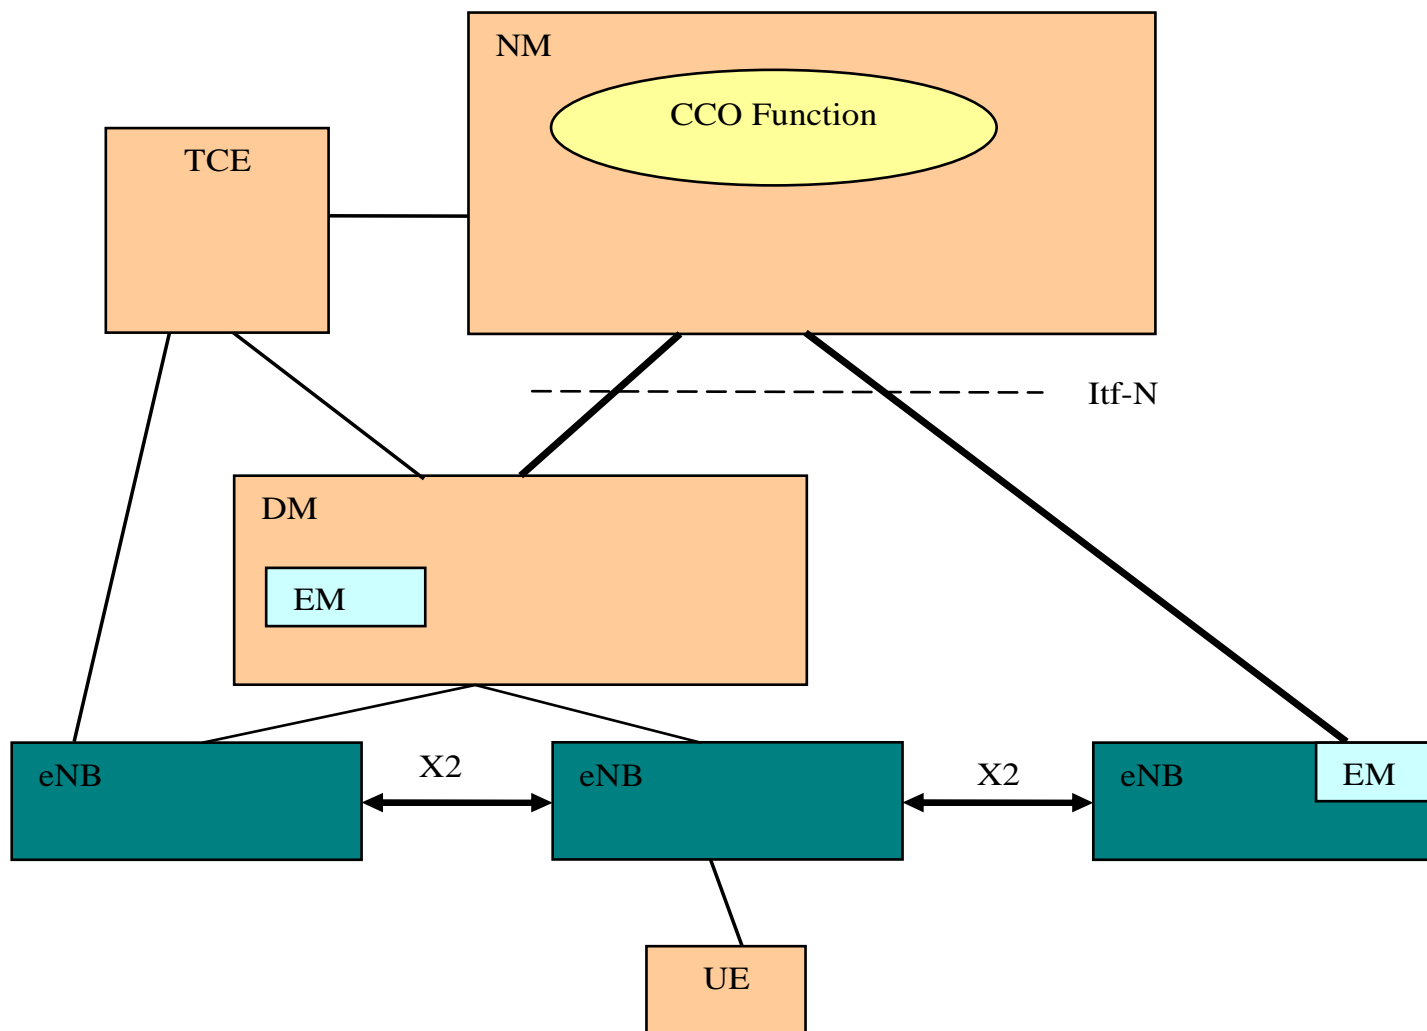 NM
CCO Function
TCE
Itf-N
DM
EM
eNB
X2
eNB
X2
eNB
EM
UE